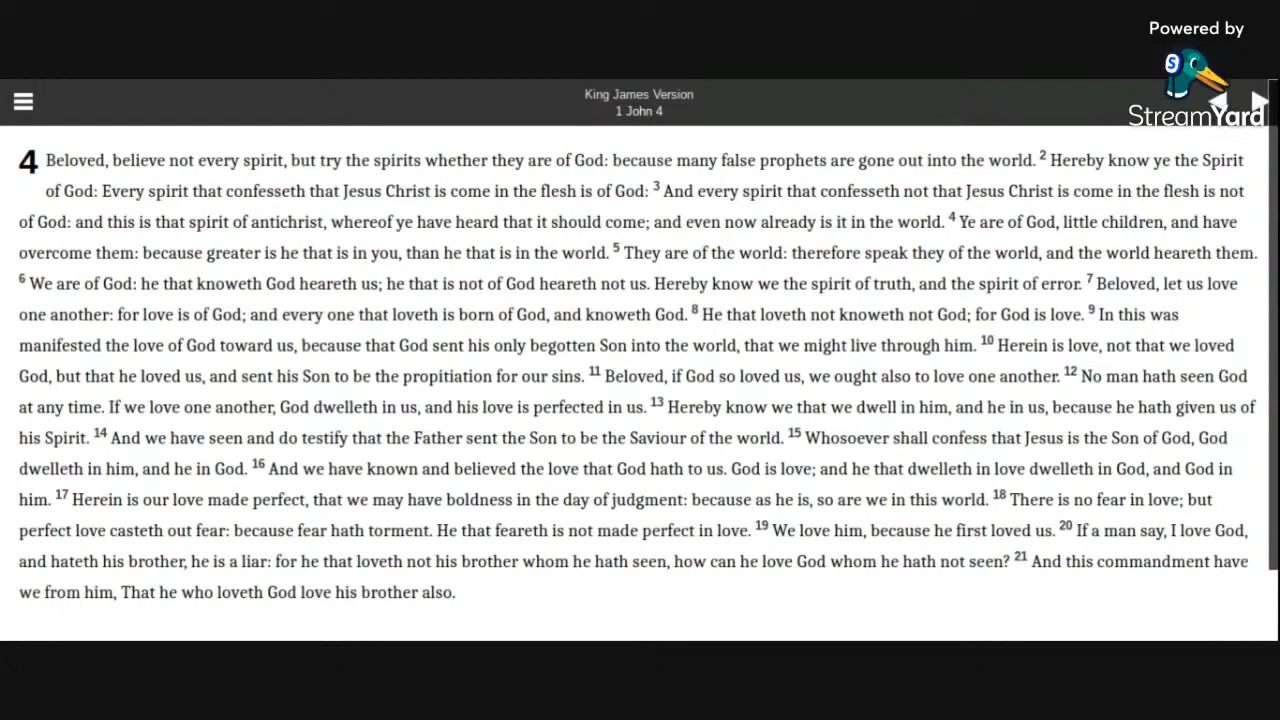 Powered by
StreamYard
King James Version
1 John 4
4 Beloved, believe not every spirit, but try the spirits whether they are of God: because many false prophets are gone out into the world. 2 Hereby know ye the Spirit
of God: Every spirit that confesseth that Jesus Christ is come in the flesh is of God: 3 And every spirit that confesseth not that Jesus Christ is come in the flesh is not
of God: and this is that spirit of antichrist, whereof ye have heard that it should come; and even now already is it in the world. 4 Ye are of God, little children, and have
overcome them: because greater is he that is in you, than he that is in the world. 5 They are of the world: therefore speak they of the world, and the world heareth them.
6 We are of God: he that knoweth God heareth us; he that is not of God heareth not us. Hereby know we the spirit of truth, and the spirit of error. 7 Beloved, let us love
one another: for love is of God; and every one that loveth is born of God, and knoweth God. 8 He that loveth not knoweth not God; for God is love. 9 In this was
manifested the love of God toward us, because that God sent his only begotten Son into the world, that we might live through him. 10 Herein is love, not that we loved
God, but that he loved us, and sent his Son to be the propitiation for our sins. 11 Beloved, if God so loved us, we ought also to love one another. 12 No man hath seen God
at any time. If we love one another, God dwelleth in us, and his love is perfected in us. 13 Hereby know we that we dwell in him, and he in us, because he hath given us of
his Spirit. 14 And we have seen and do testify that the Father sent the Son to be the Saviour of the world. 15 Whosoever shall confess that Jesus is the Son of God, God
dwelleth in him, and he in God. 16 And we have known and believed the love that God hath to us. God is love; and he that dwelleth in love dwelleth in God, and God in
him. 17 Herein is our love made perfect, that we may have boldness in the day of judgment: because as he is, so are we in this world. 18 There is no fear in love; but
perfect love casteth out fear: because fear hath torment. He that feareth is not made perfect in love. 19 We love him, because he first loved us. 20 If a man say, I love God,
and hateth his brother, he is a liar: for he that loveth not his brother whom he hath seen, how can he love God whom he hath not seen? 21 And this commandment have
we from him, That he who loveth God love his brother also.